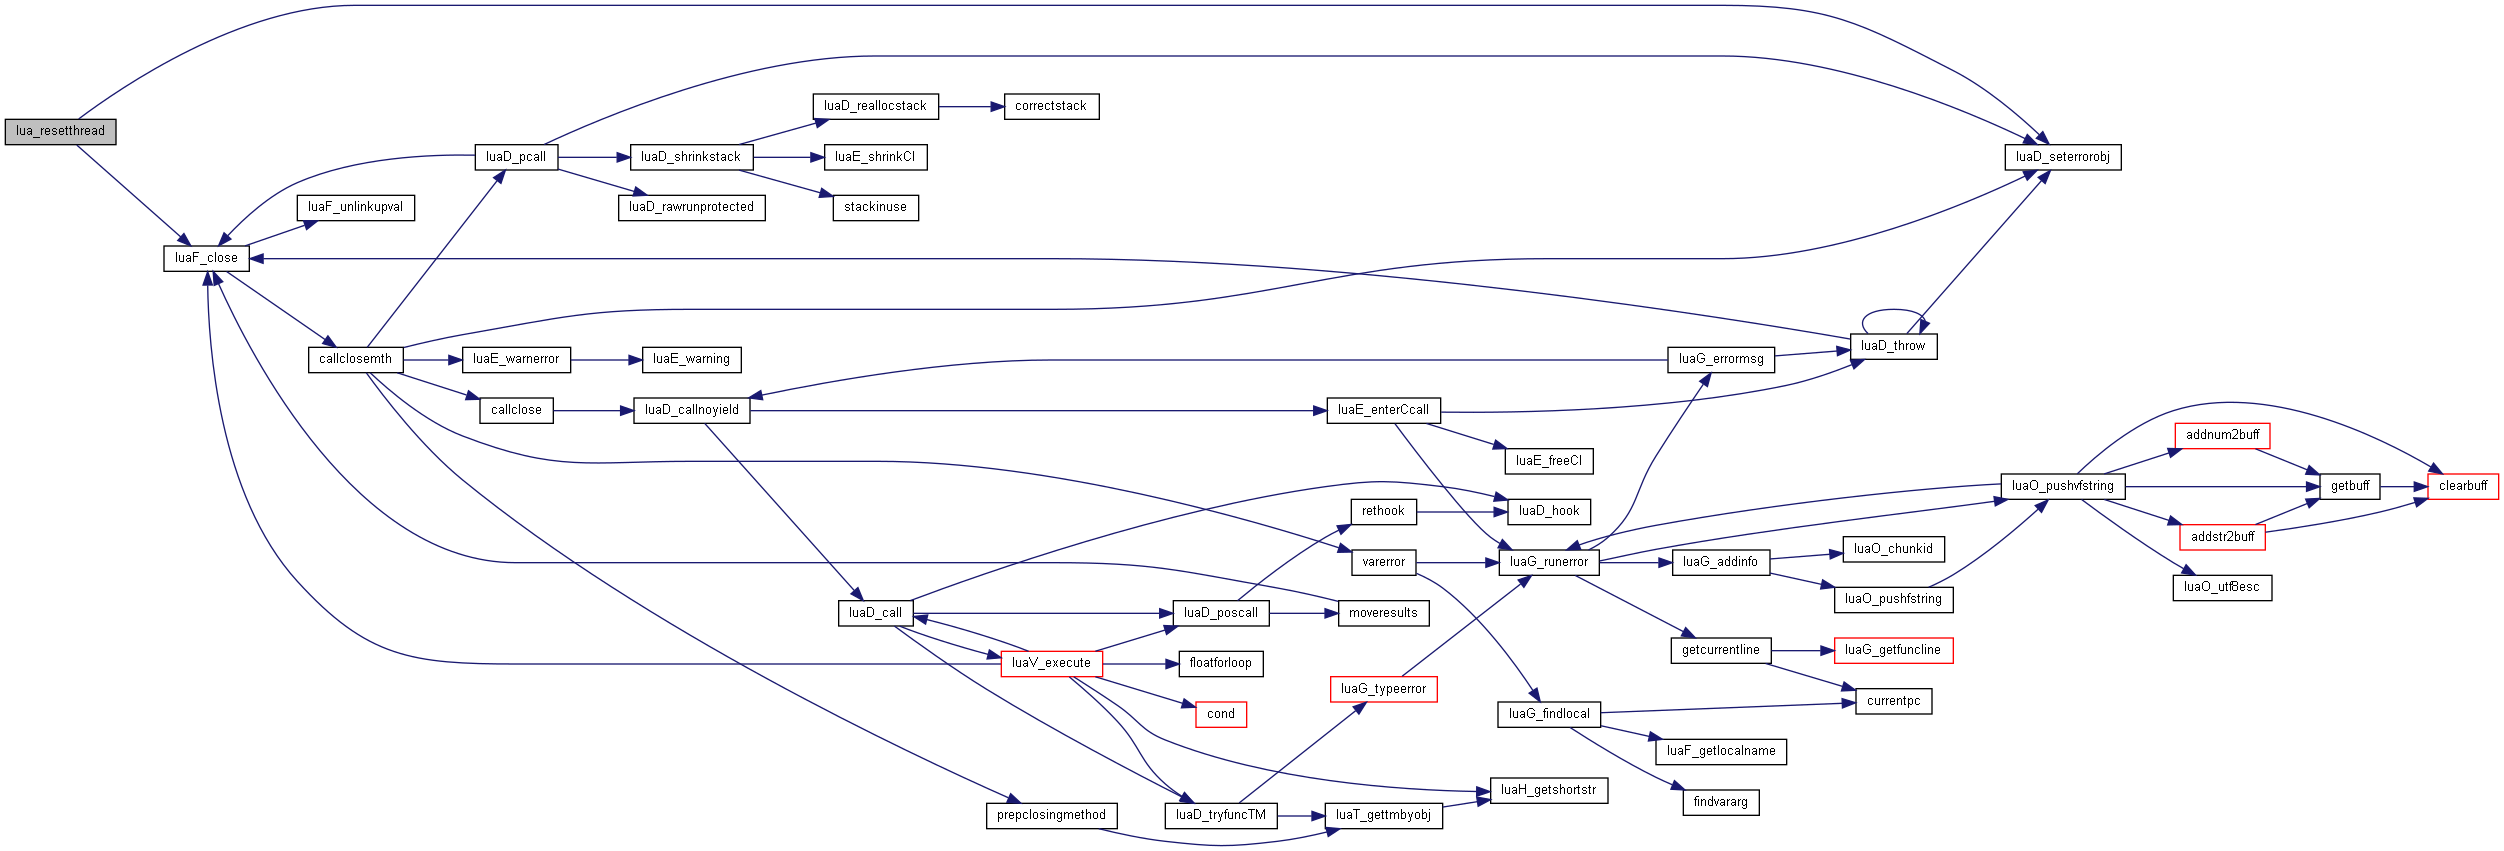 lua_resetthread
luaF_close
luaF_unlinkupval
callclosemth
luaD_pcall
luaD_shrinkstack
luaD_rawrunprotected
luaD_reallocstack
correctstack
luaE_shrinkCI
stackinuse
luaE_warnerror
luaE_warning
callclose
luaD_callnoyield
luaD_call
luaV_execute
prepclosingmethod
luaD_poscall
floatforloop
cond
luaD_tryfuncTM
luaE_enterCcall
rethook
varerror
moveresults
luaG_typeerror
luaT_gettmbyobj
luaG_errormsg
luaE_freeCI
luaD_hook
luaG_runerror
luaG_findlocal
luaH_getshortstr
luaG_addinfo
getcurrentline
luaF_getlocalname
findvararg
luaD_seterrorobj
luaD_throw
luaO_chunkid
luaO_pushfstring
luaG_getfuncline
currentpc
luaO_pushvfstring
addnum2buff
addstr2buff
luaO_utf8esc
getbuff
clearbuff